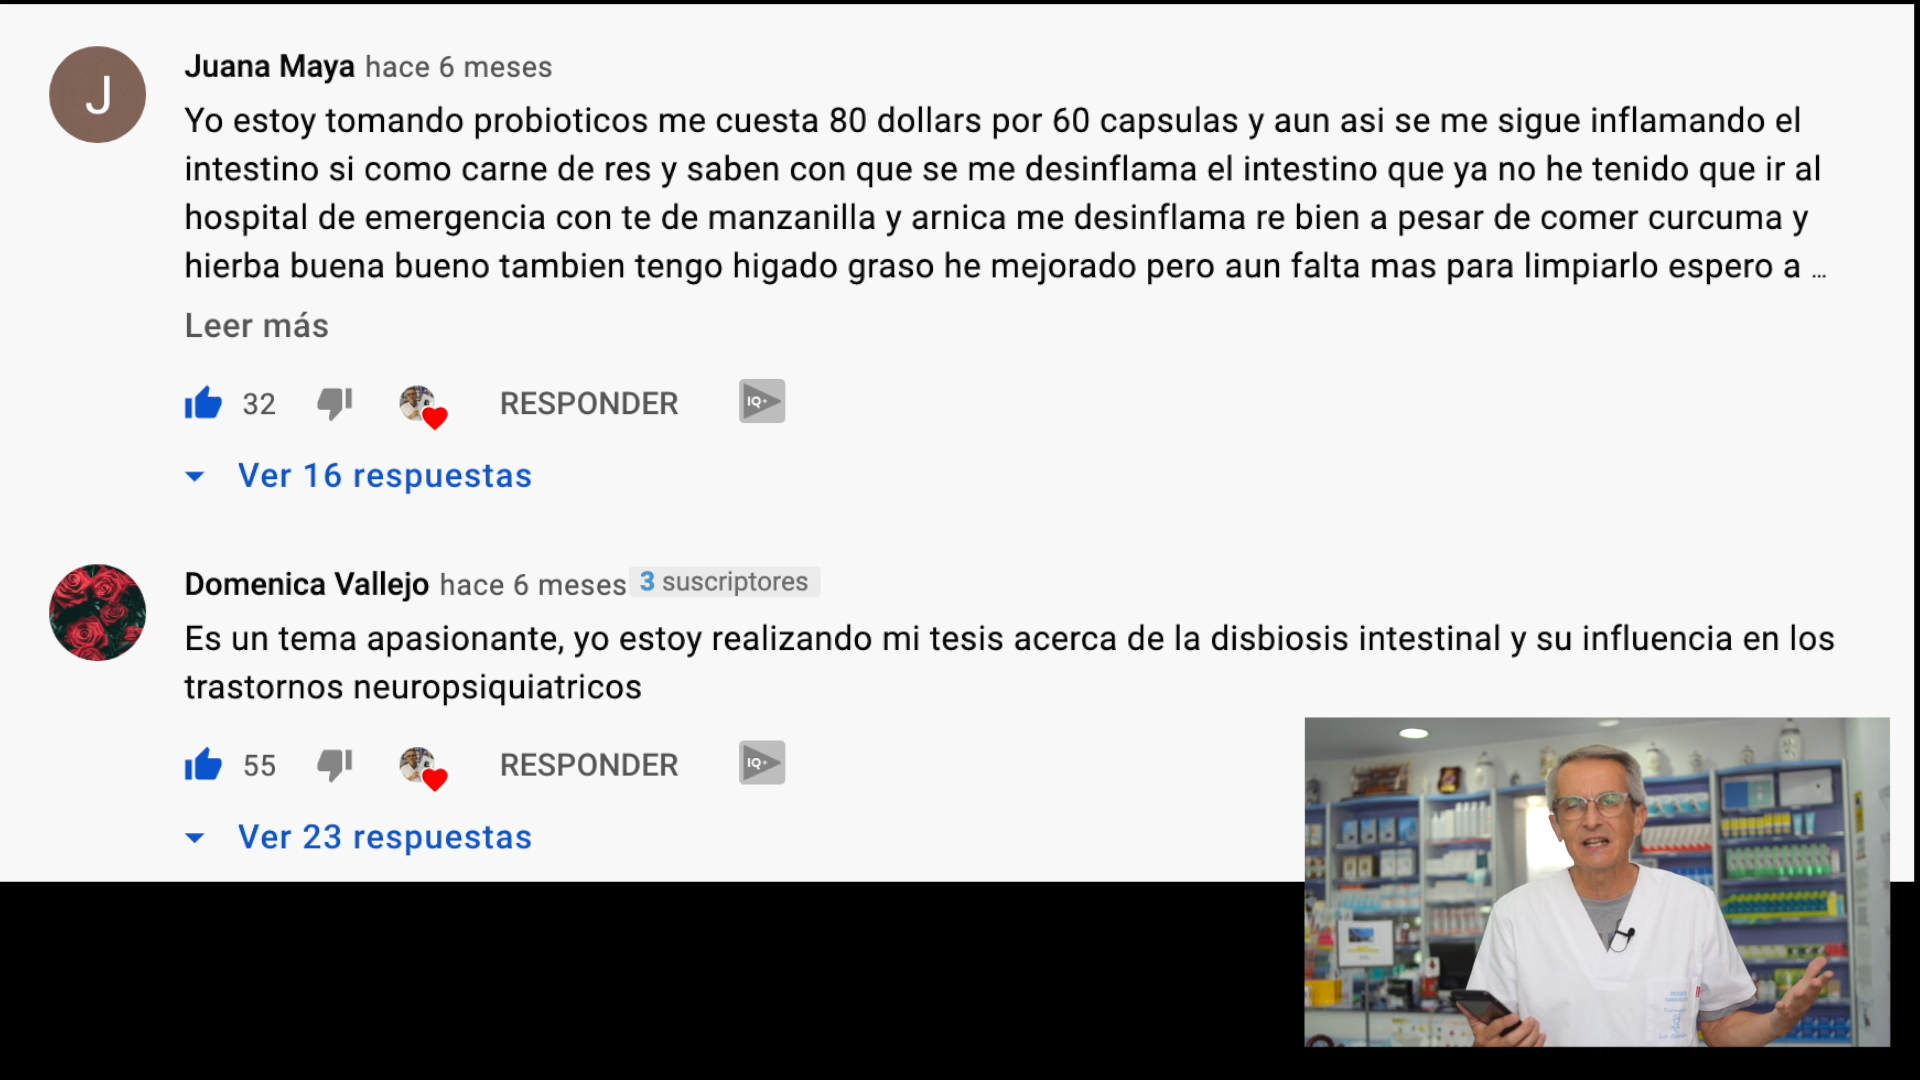 J
Juana Maya hace 6 meses
Yo estoy tomando probioticos me cuesta 80 dollars por 60 capsulas y aun asi se me sigue inflamando el
intestino si como carne de res y saben con que se me desinflama el intestino que ya no he tenido que ir al
hospital de emergencia con te de manzanilla y arnica me desinflama re bien a pesar de comer curcuma y
hierba buena bueno tambien tengo higado graso he mejorado pero aun falta mas para limpiarlo espero a ...
Leer más
32 RESPONDER IQ+
Ver 16 respuestas
Domenica Vallejo hace 6 meses 3 suscriptores
Es un tema apasionante, yo estoy realizando mi tesis acerca de la disbiosis intestinal y su influencia en los
trastornos neuropsiquiatricos
55 RESPONDER IQ+
Ver 23 respuestas